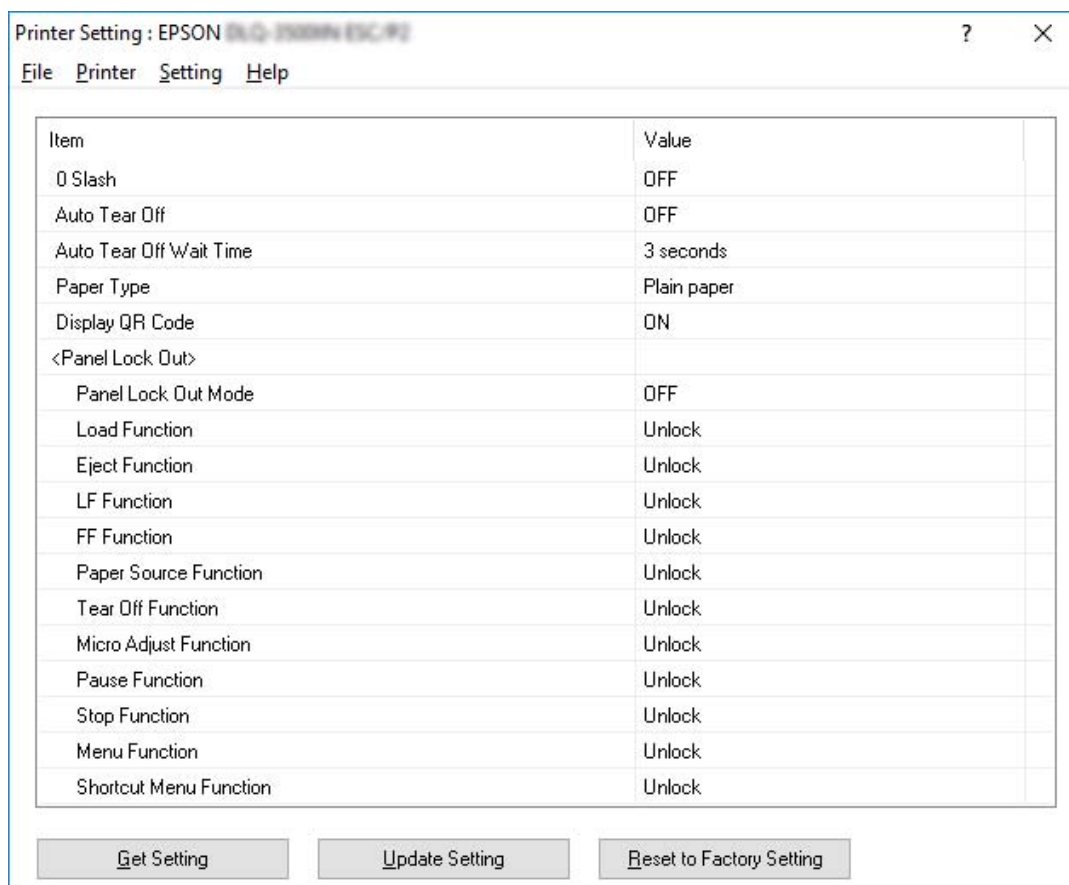 Printer Setting : EPSON
? X
File Printer Setting Help
Item Value
0 Slash OFF
Auto Tear Off OFF
Auto Tear Off Wait Time 3 seconds
Paper Type Plain paper
Display QR Code ON
<Panel Lock Out>
Panel Lock Out Mode OFF
Load Function Unlock
Eject Function Unlock
LF Function Unlock
FF Function Unlock
Paper Source Function Unlock
Tear Off Function Unlock
Micro Adjust Function Unlock
Pause Function Unlock
Stop Function Unlock
Menu Function Unlock
Shortcut Menu Function Unlock
Get Setting Update Setting Reset to Factory Setting